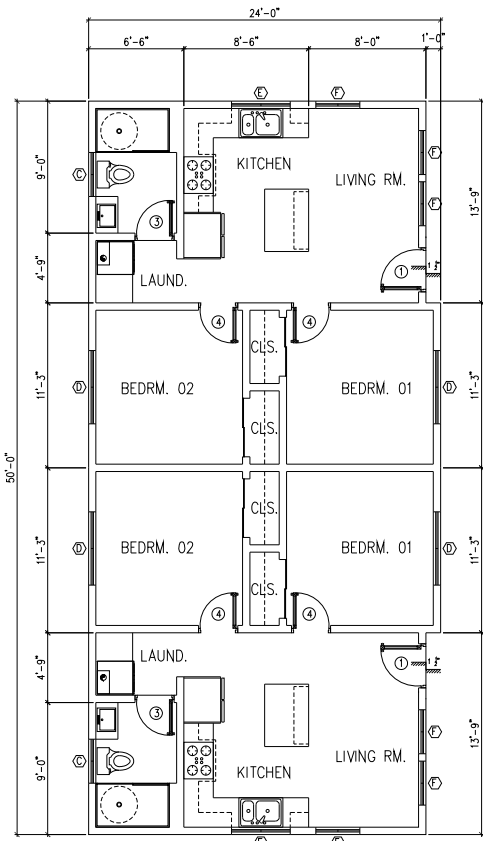 24'-0"
6'-6" 8'-6" 8'-0" 1'-0"
E F
9'-0"
C
KITCHEN
LIVING RM.
F
F
13'-9"
3
4'-9"
LAUND.
1
4 4
CLS.
11'-3"
D
BEDRM. 02
BEDRM. 01
D
11'-3"
CLS.
50'-0"
CLS.
11'-3"
D
BEDRM. 02
BEDRM. 01
D
11'-3"
CLS.
4 4
4'-9"
LAUND.
1
3
F
13'-9"
9'-0"
C
KITCHEN
LIVING RM.
F